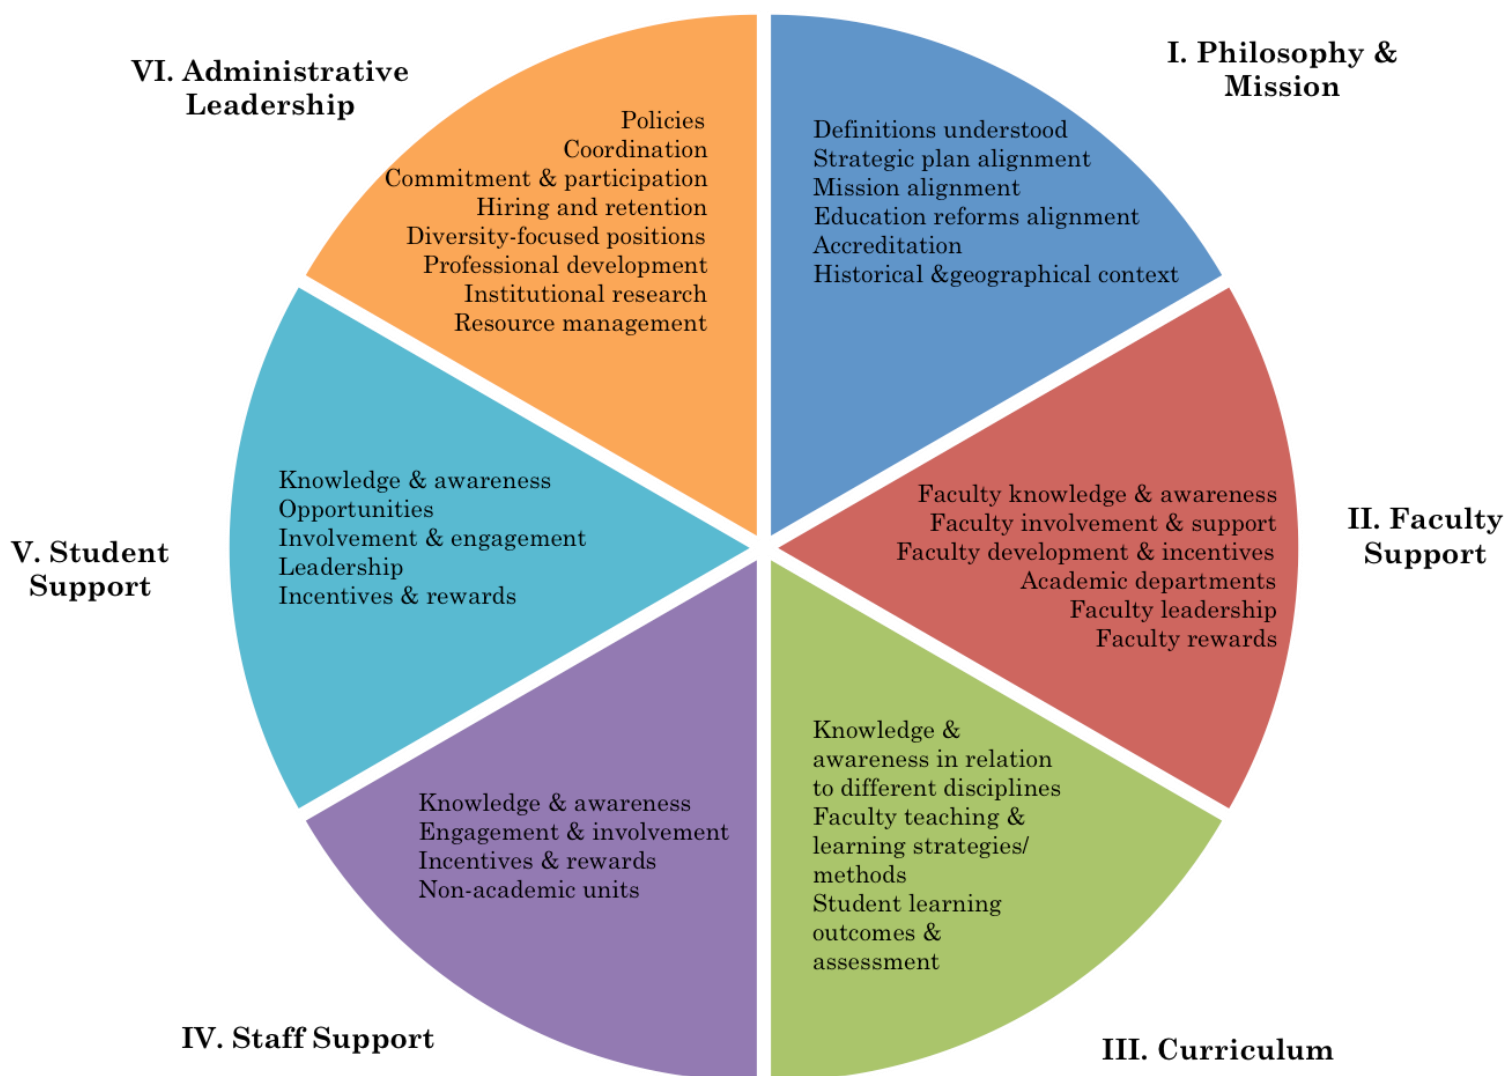 I. Philosophy &
Mission
Definitions understood
Strategic plan alignment
Mission alignment
Education reforms alignment
Accreditation
Historical &geographical context
II. Faculty
Support
Faculty knowledge & awareness
Faculty involvement & support
Faculty development & incentives
Academic departments
Faculty leadership
Faculty rewards
III. Curriculum
Knowledge &
awareness in relation
to different disciplines
Faculty teaching &
learning strategies/
methods
Student learning
outcomes &
assessment
IV. Staff Support
Knowledge & awareness
Engagement & involvement
Incentives & rewards
Non-academic units
V. Student
Support
Knowledge & awareness
Opportunities
Involvement & engagement
Leadership
Incentives & rewards
VI. Administrative
Leadership
Policies
Coordination
Commitment & participation
Hiring and retention
Diversity-focused positions
Professional development
Institutional research
Resource management